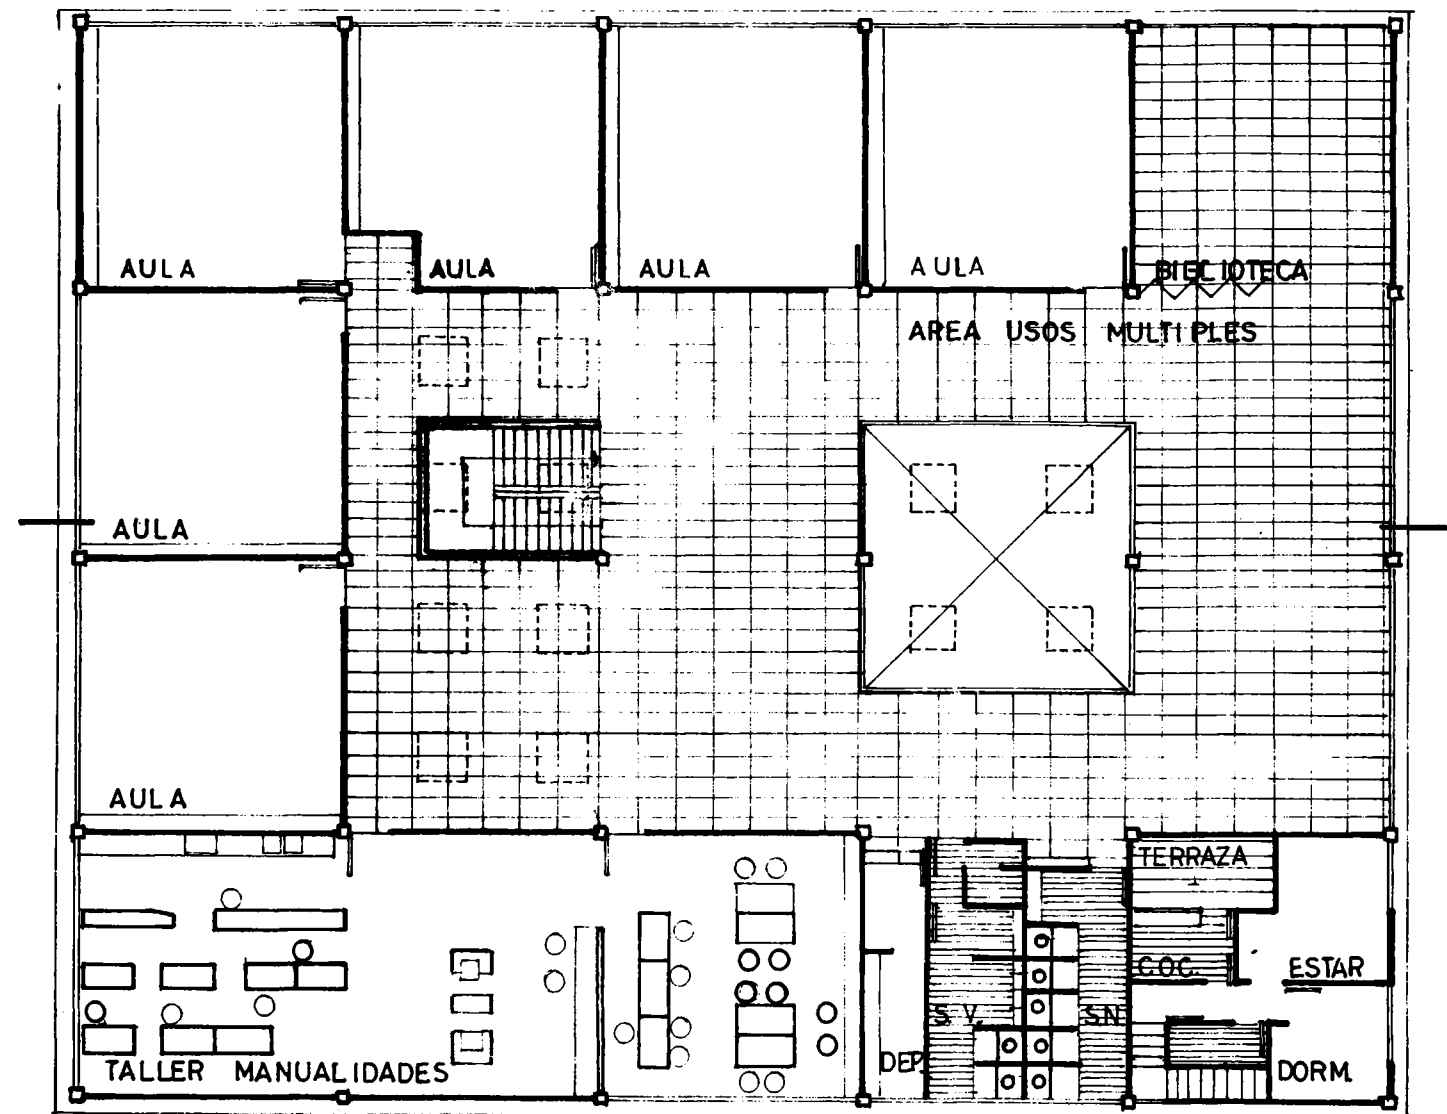 AULA
AULA
AULA
AULA
BIBLIOTECA
AREA USOS MULTIPLES
AULA
AULA
TERRAZA
COC.
ESTAR
S. V.
S.N
DEP.
TALLER MANUALIDADES
DORM.